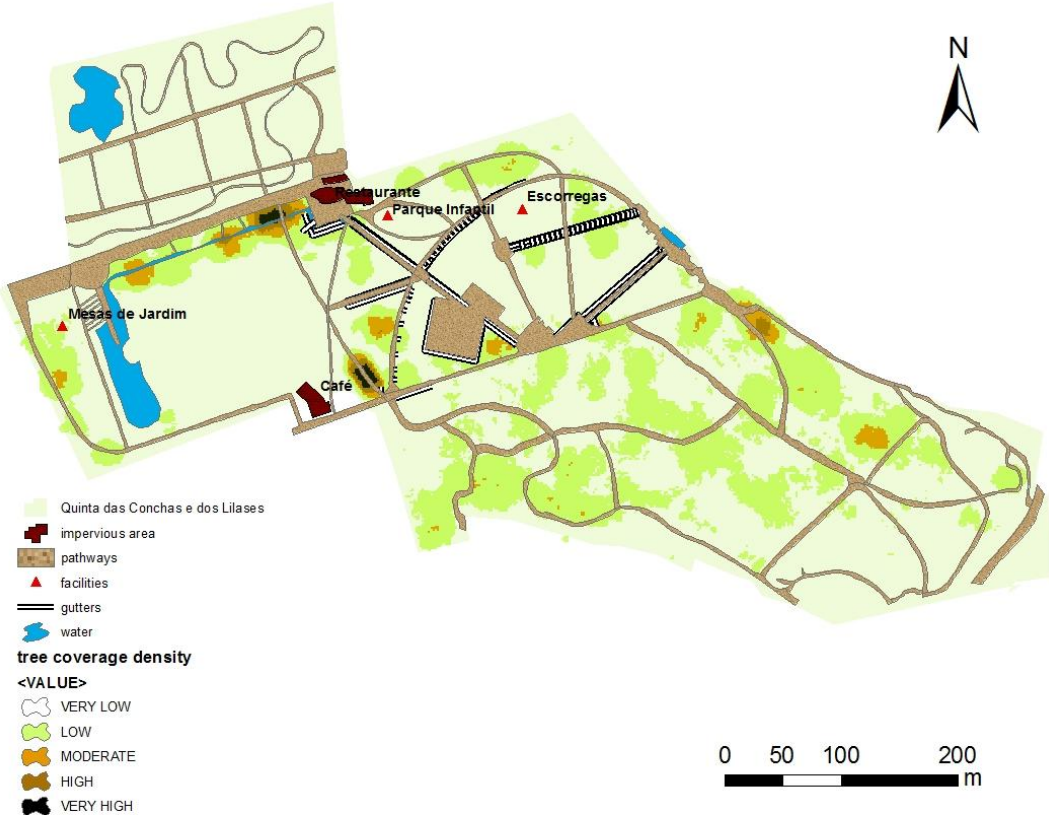 N
Restaurante
Parque Infantil
Escorregas
Mesas de Jardim
Café
Quinta das Conchas e dos Lilases
impervious area
pathways
facilities
gutters
water
tree coverage density
<VALUE>
VERY LOW
LOW
MODERATE
HIGH
VERY HIGH
0 50 100 200
m